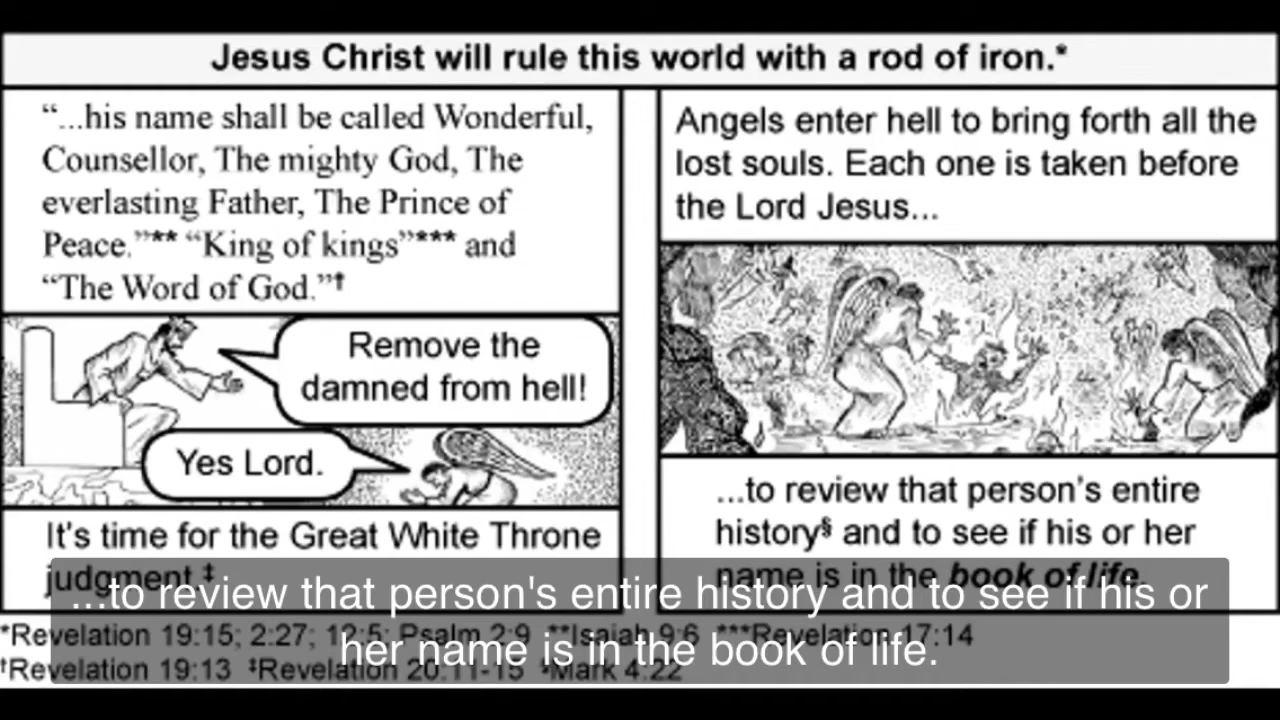 Jesus Christ will rule this world with a rod of iron.*
“...his name shall be called Wonderful,
Counsellor, The mighty God, The
everlasting Father, The Prince of
Peace.”** “King of kings”*** and
“The Word of God.”†
Remove the
damned from hell!
Yes Lord.
It's time for the Great White Throne
judgment.‡
Angels enter hell to bring forth all the
lost souls. Each one is taken before
the Lord Jesus...
...to review that person's entire
history§ and to see if his or her
name is in the book of life.
*Revelation 19:15; 2:27; 12:5; Psalm 2:9 **Isaiah 9:6 ***Revelation 17:14
†Revelation 19:13 ‡Revelation 20:11-15 §Mark 4:22
...to review that person's entire history and to see if his or
her name is in the book of life.